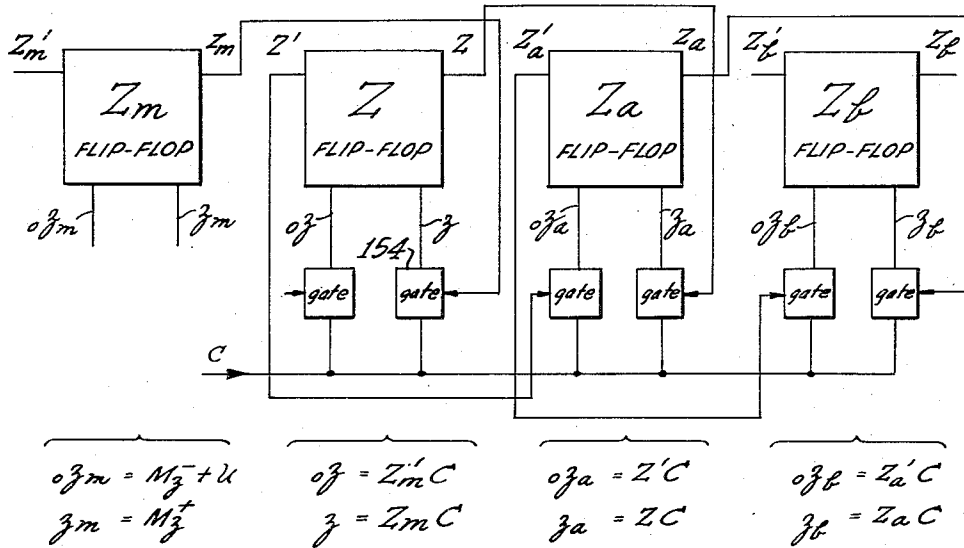 Zm' Zm Z' Z Za' Za Zb' Zb
Zm Z Za Zb
FLIP-FLOP FLIP-FLOP FLIP-FLOP FLIP-FLOP
ozm zm oz z oza za ozb zb
154
gate gate gate gate gate gate
C
ozm = Mz⁻ + U oz = Zm' C oza = Z'C ozb = Za' C
zm = Mz⁺ z = Zm C za = ZC zb = Za C